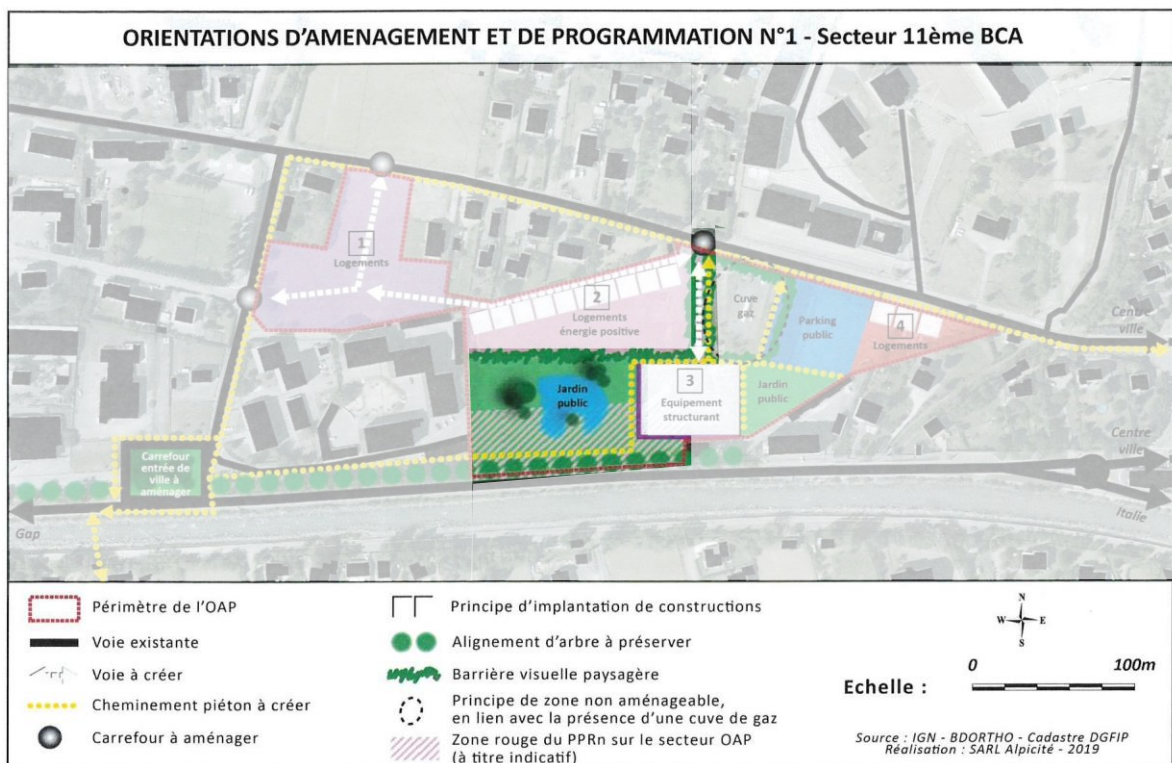 ORIENTATIONS D'AMENAGEMENT ET DE PROGRAMMATION N°1 - Secteur 11ème BCA
1
Logements
2
Logements
énergie positive
Cuve
gaz
Parking
public
4
Logements
Centre
ville
3
Equipement
structurant
Jardin
public
Jardin
public
Centre
ville
Carrefour
entrée de
ville à
aménager
Gap
Italie
Périmètre de l'OAP
Voie existante
Voie à créer
Cheminement piéton à créer
Carrefour à aménager
Principe d'implantation de constructions
Alignement d'arbre à préserver
Barrière visuelle paysagère
Principe de zone non aménageable,
en lien avec la présence d'une cuve de gaz
Zone rouge du PPRn sur le secteur OAP
(à titre indicatif)
N
W E
S
0 100m
Echelle :
Source : IGN - BDORTHO - Cadastre DGFIP
Réalisation : SARL Alpicité - 2019